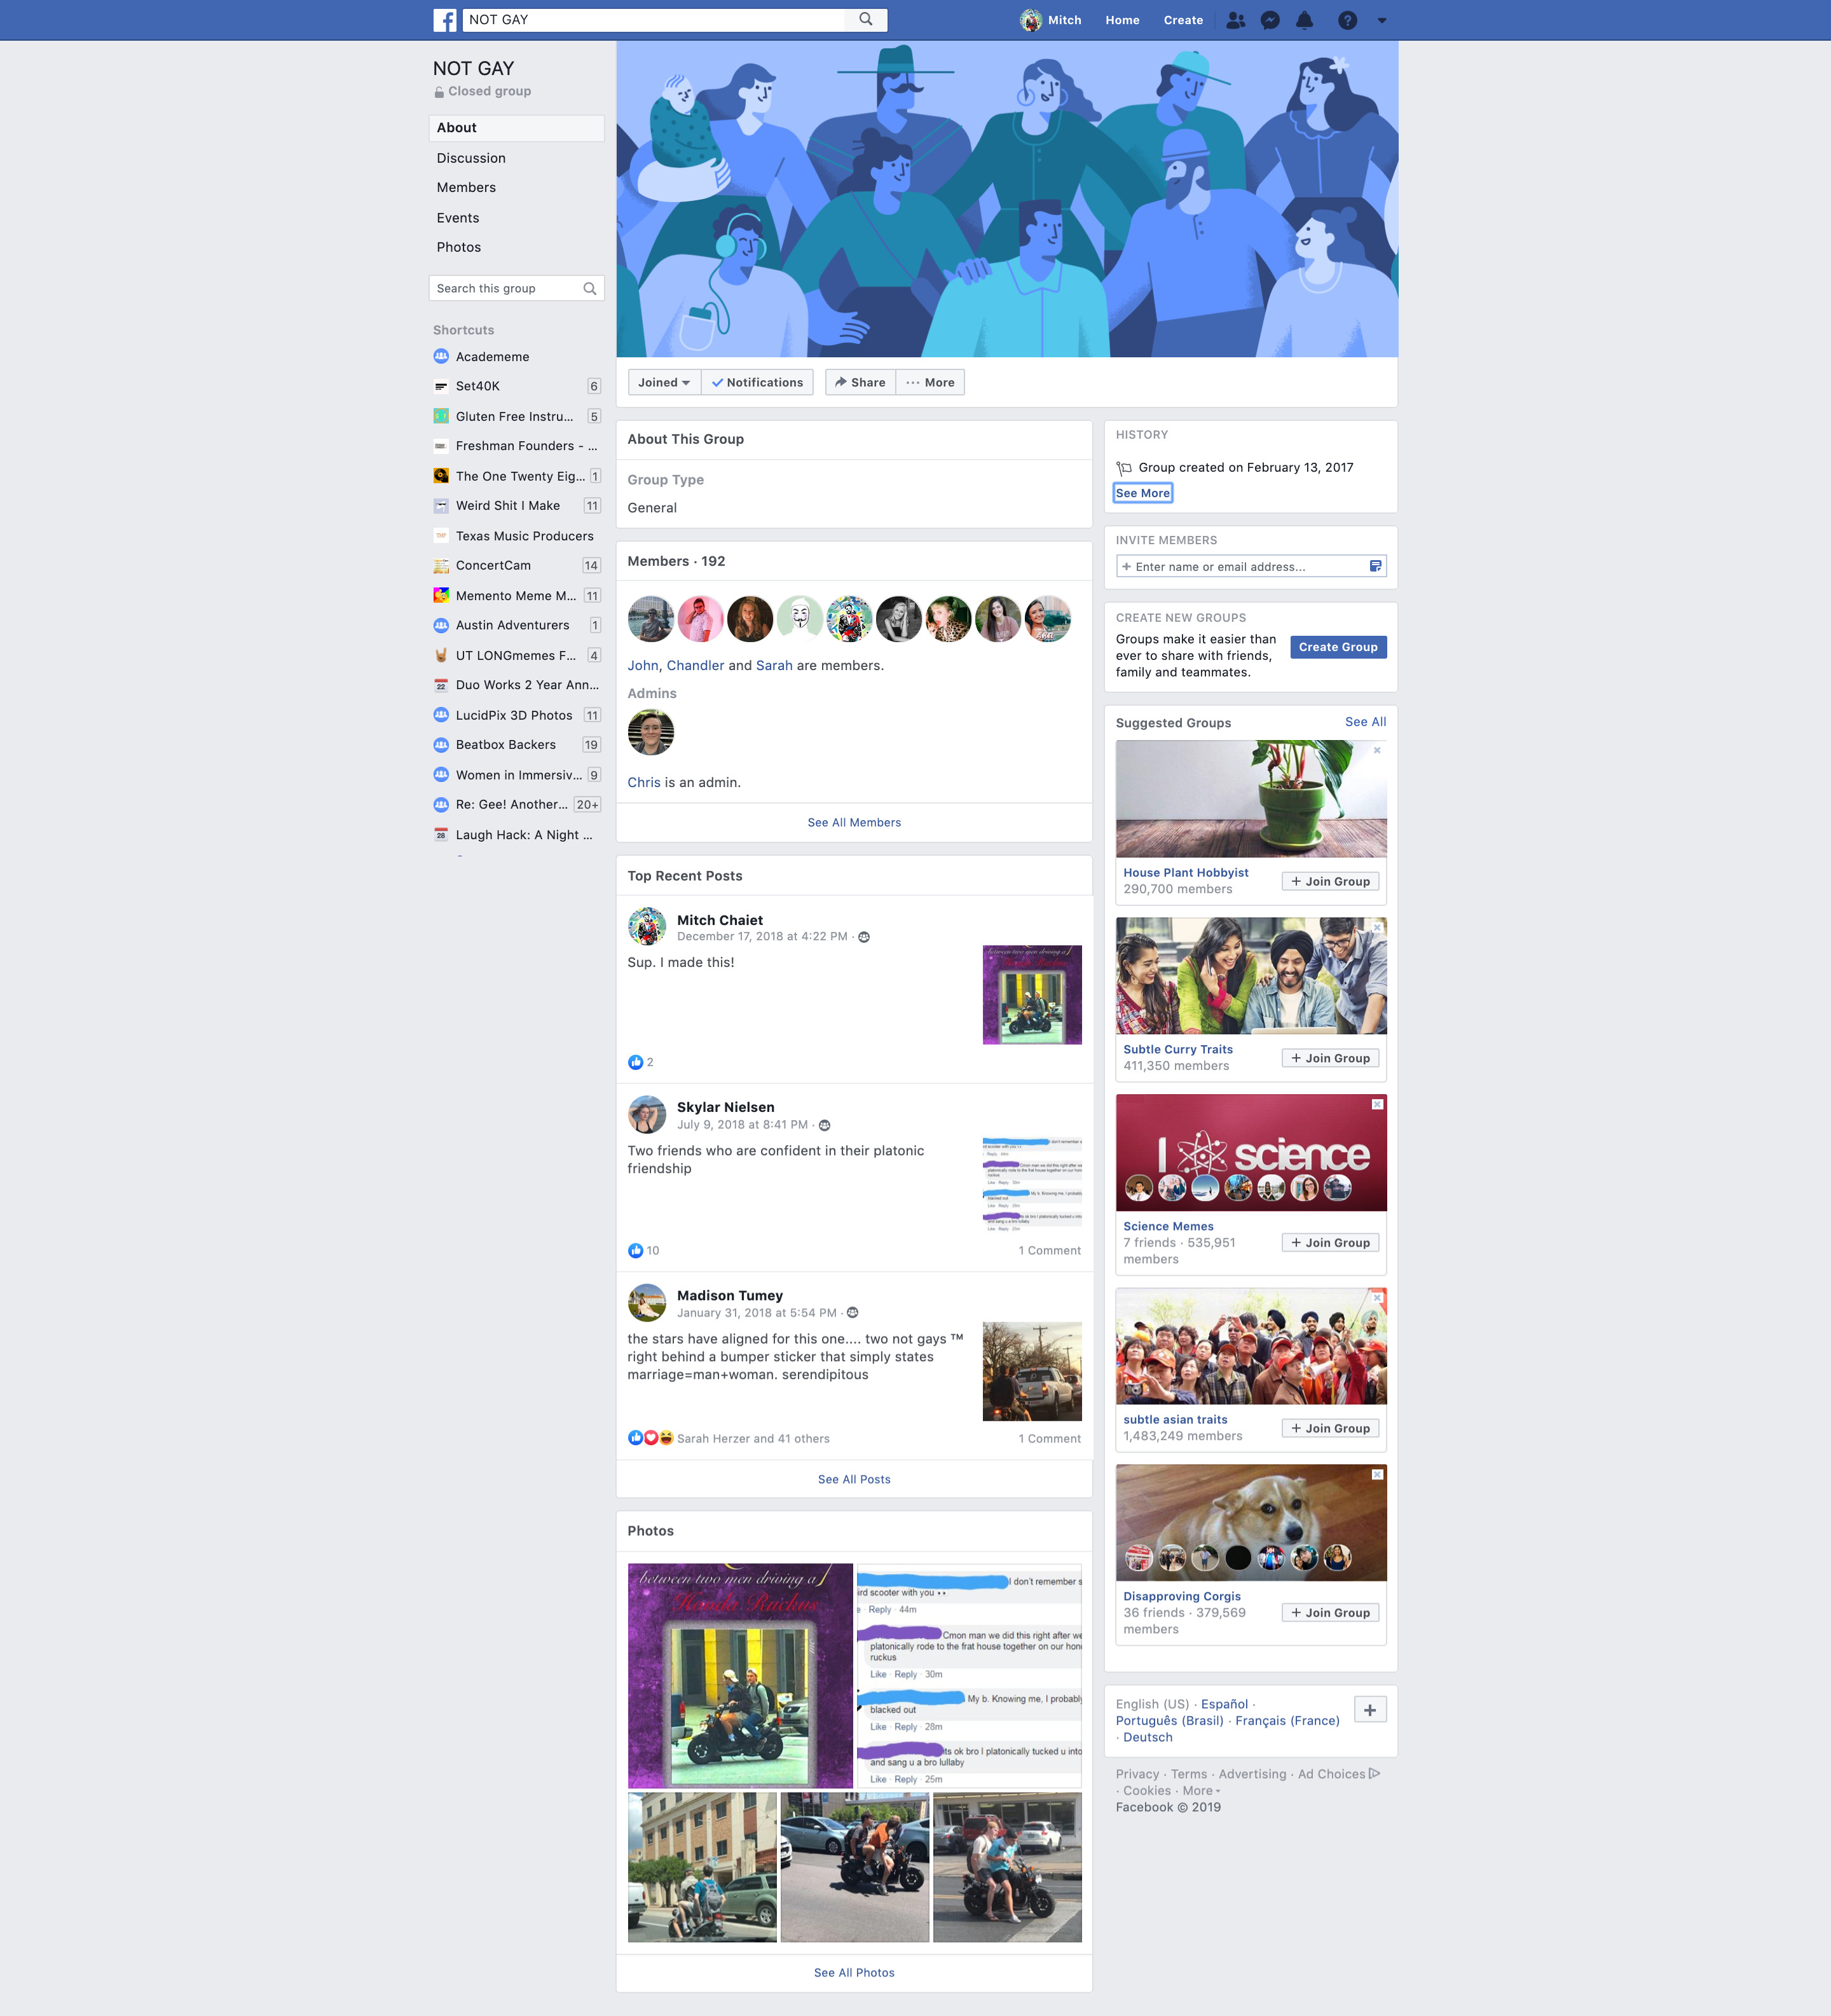 NOT GAY
Mitch
Home
Create
NOT GAY
Closed group
About
Discussion
Members
Events
Photos
Search this group
Shortcuts
Academeme
Set40K 6
Gluten Free Instru... 5
Freshman Founders - ...
The One Twenty Eig... 1
Weird Shit I Make 11
Texas Music Producers
ConcertCam 14
Memento Meme M... 11
Austin Adventurers 1
UT LONGmemes F... 4
Duo Works 2 Year Ann...
LucidPix 3D Photos 11
Beatbox Backers 19
Women in Immersiv... 9
Re: Gee! Another... 20+
Laugh Hack: A Night ...
Joined
Notifications
Share
··· More
About This Group
Group Type
General
Members · 192
John, Chandler and Sarah are members.
Admins
Chris is an admin.
See All Members
Top Recent Posts
Mitch Chaiet
December 17, 2018 at 4:22 PM ·
Sup. I made this!
2
Skylar Nielsen
July 9, 2018 at 8:41 PM ·
Two friends who are confident in their platonic
friendship
10
1 Comment
Madison Tumey
January 31, 2018 at 5:54 PM ·
the stars have aligned for this one.... two not gays ™
right behind a bumper sticker that simply states
marriage=man+woman. serendipitous
Sarah Herzer and 41 others
1 Comment
See All Posts
Photos
between two men driving a
Honda Ruckus
I don't remember s
ird scooter with you
e · Reply · 44m
Cmon man we did this right after we
platonically rode to the frat house together on our hon
ruckus
Like · Reply · 30m
My b. Knowing me, I probably
blacked out
Like · Reply · 28m
its ok bro I platonically tucked u into
and sang u a bro lullaby
Like · Reply · 25m
See All Photos
HISTORY
Group created on February 13, 2017
See More
INVITE MEMBERS
+ Enter name or email address...
CREATE NEW GROUPS
Groups make it easier than
ever to share with friends,
family and teammates.
Create Group
Suggested Groups
See All
House Plant Hobbyist
290,700 members
+ Join Group
Subtle Curry Traits
411,350 members
+ Join Group
I science
Science Memes
7 friends · 535,951
members
+ Join Group
subtle asian traits
1,483,249 members
+ Join Group
Disapproving Corgis
36 friends · 379,569
members
+ Join Group
English (US) · Español ·
Português (Brasil) · Français (France)
· Deutsch
Privacy · Terms · Advertising · Ad Choices
· Cookies · More
Facebook © 2019